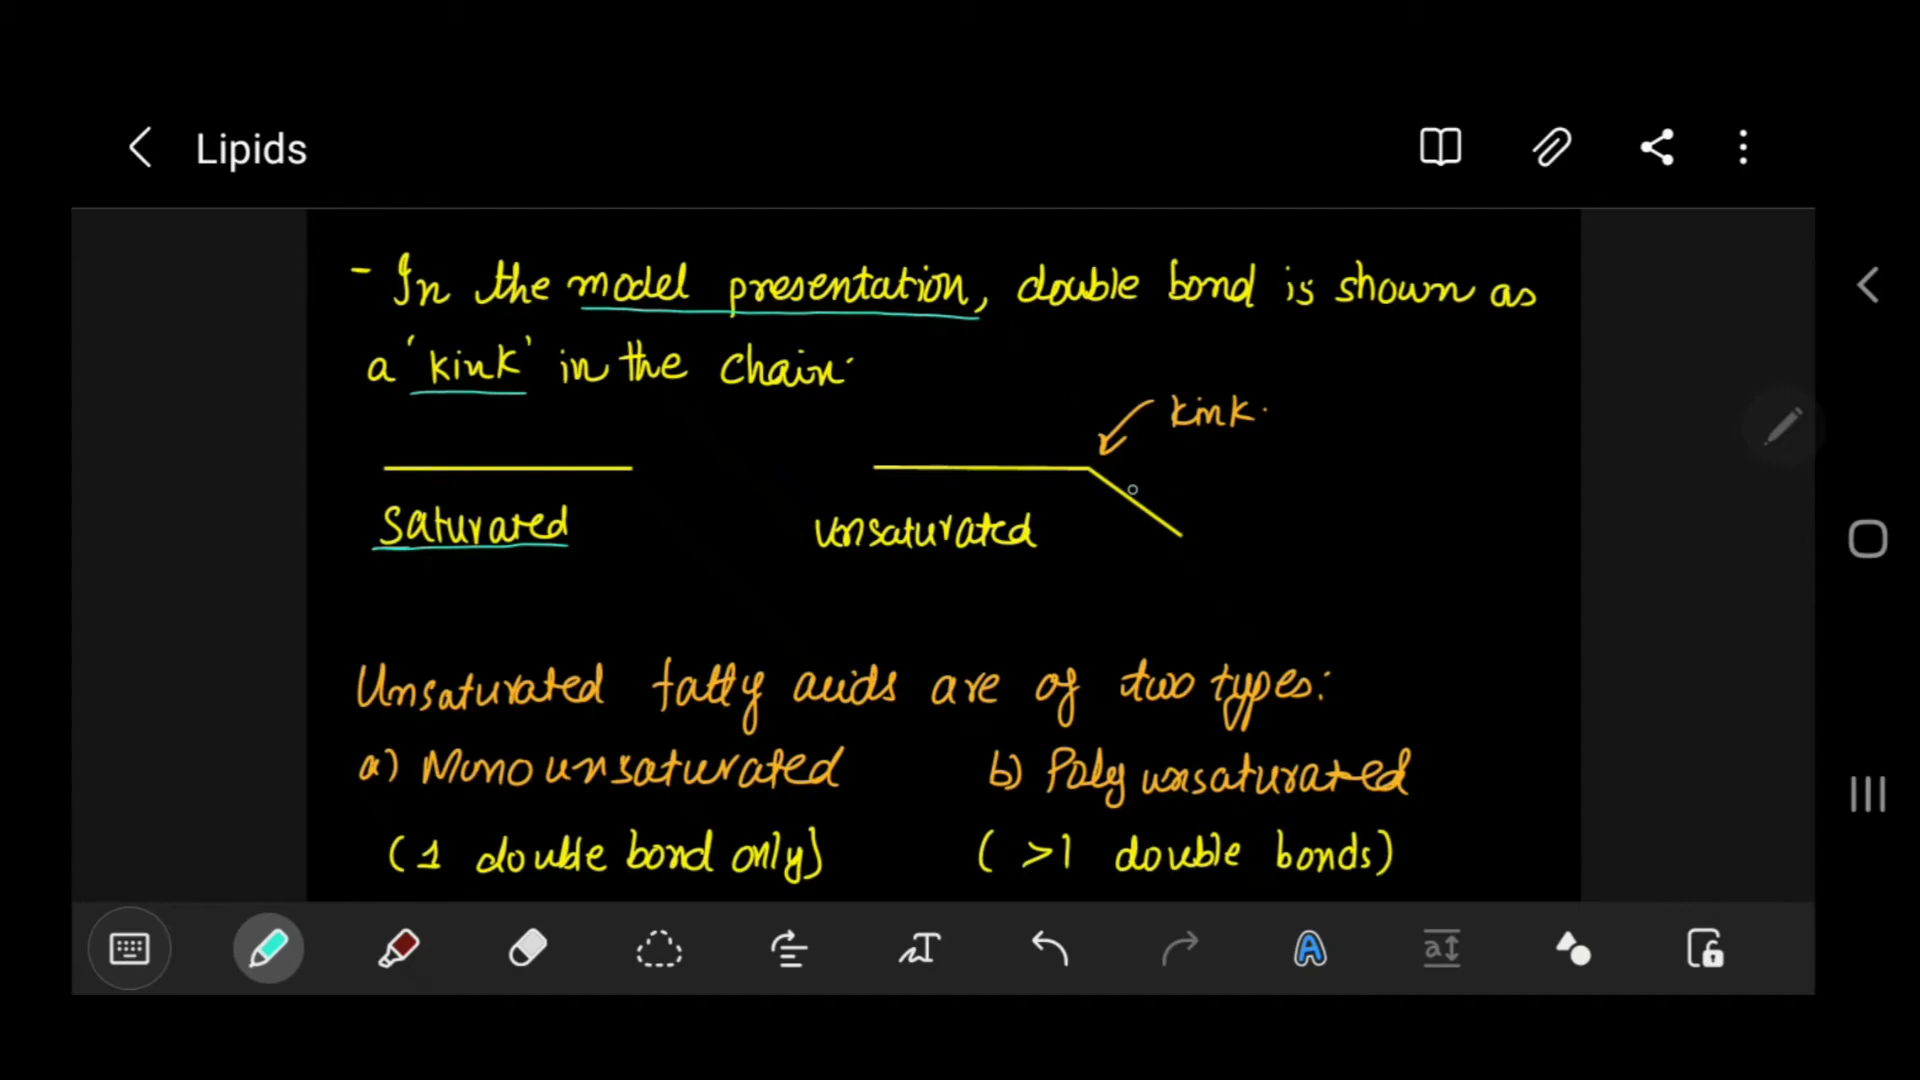 Lipids
- In the model presentation, double bond is shown as
a 'kink' in the chain.
kink.
Saturated
Unsaturated
Unsaturated fatty acids are of two types:
a) Mono unsaturated
b) Poly unsaturated
(1 double bond only)
( >1 double bonds)